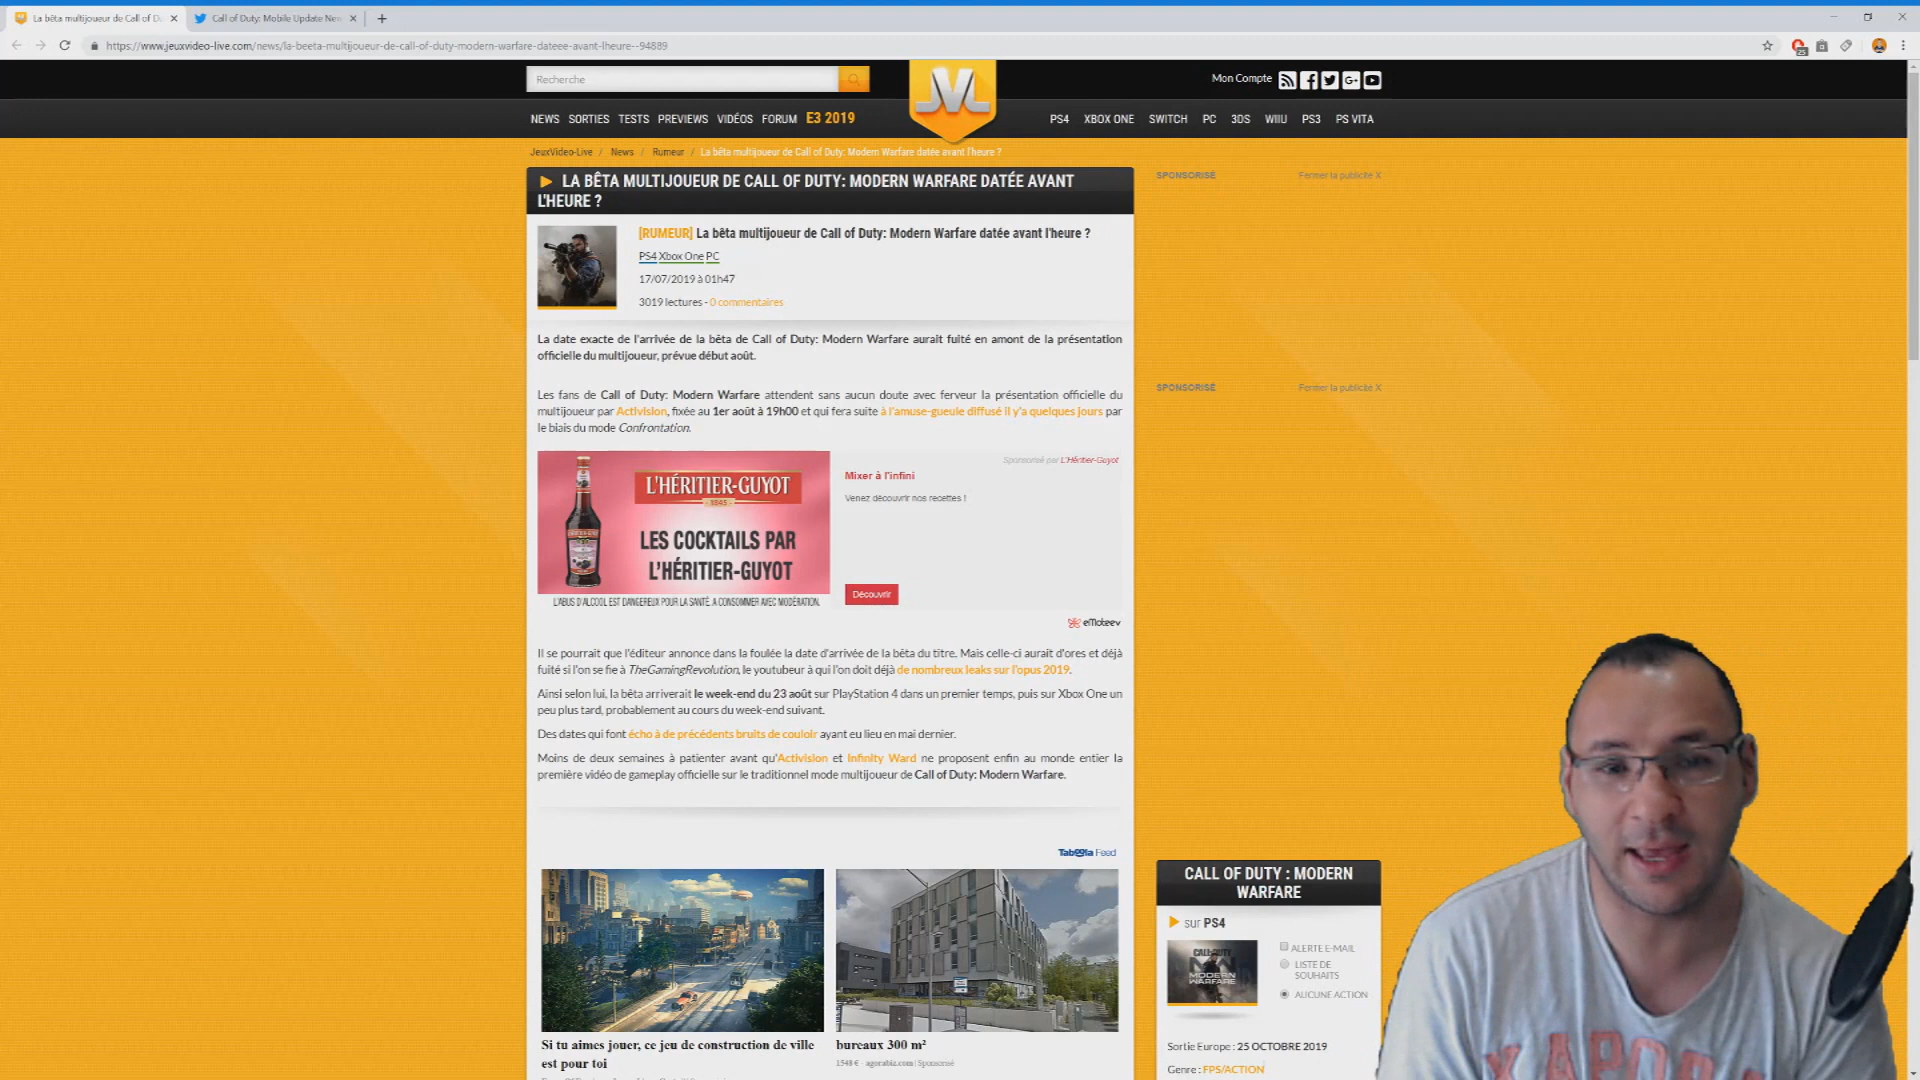 La bêta multijoueur de Call of D
Call of Duty: Mobile Update New
https://www.jeuxvideo-live.com/news/la-beeta-multijoueur-de-call-of-duty-modern-warfare-dateee-avant-lheure--94889
Recherche
JVL
Mon Compte
NEWS SORTIES TESTS PREVIEWS VIDÉOS FORUM E3 2019
PS4 XBOX ONE SWITCH PC 3DS WIIU PS3 PS VITA
JeuxVideo-Live / News / Rumeur / La bêta multijoueur de Call of Duty: Modern Warfare datée avant l'heure ?
LA BÊTA MULTIJOUEUR DE CALL OF DUTY: MODERN WARFARE DATÉE AVANT
L'HEURE ?
SPONSORISÉ Fermer la publicité X
[RUMEUR] La bêta multijoueur de Call of Duty: Modern Warfare datée avant l'heure ?
PS4 Xbox One PC
17/07/2019 à 01h47
3019 lectures - 0 commentaires
La date exacte de l'arrivée de la bêta de Call of Duty: Modern Warfare aurait fuité en amont de la présentation
officielle du multijoueur, prévue début août.
SPONSORISÉ Fermer la publicité X
Les fans de Call of Duty: Modern Warfare attendent sans aucun doute avec ferveur la présentation officielle du
multijoueur par Activision, fixée au 1er août à 19h00 et qui fera suite à l'amuse-gueule diffusé il y'a quelques jours par
le biais du mode Confrontation.
L'HÉRITIER-GUYOT
1845
LES COCKTAILS PAR
L'HÉRITIER-GUYOT
L'ABUS D'ALCOOL EST DANGEREUX POUR LA SANTÉ. A CONSOMMER AVEC MODÉRATION.
Sponsorisé par L'Héritier-Guyot
Mixer à l'infini
Venez découvrir nos recettes !
Découvrir
eMoteev
Il se pourrait que l'éditeur annonce dans la foulée la date d'arrivée de la bêta du titre. Mais celle-ci aurait d'ores et déjà
fuité si l'on se fie à TheGamingRevolution, le youtubeur à qui l'on doit déjà de nombreux leaks sur l'opus 2019.
Ainsi selon lui, la bêta arriverait le week-end du 23 août sur PlayStation 4 dans un premier temps, puis sur Xbox One un
peu plus tard, probablement au cours du week-end suivant.
Des dates qui font écho à de précédents bruits de couloir ayant eu lieu en mai dernier.
Moins de deux semaines à patienter avant qu'Activision et Infinity Ward ne proposent enfin au monde entier la
première vidéo de gameplay officielle sur le traditionnel mode multijoueur de Call of Duty: Modern Warfare.
Taboola Feed
Si tu aimes jouer, ce jeu de construction de ville
est pour toi
bureaux 300 m²
1548 € - agorabiz.com | Sponsorisé
CALL OF DUTY : MODERN
WARFARE
sur PS4
CALL OF DUTY
MODERN
WARFARE
ALERTE E-MAIL
LISTE DE
SOUHAITS
AUCUNE ACTION
Sortie Europe : 25 OCTOBRE 2019
Genre : FPS/ACTION